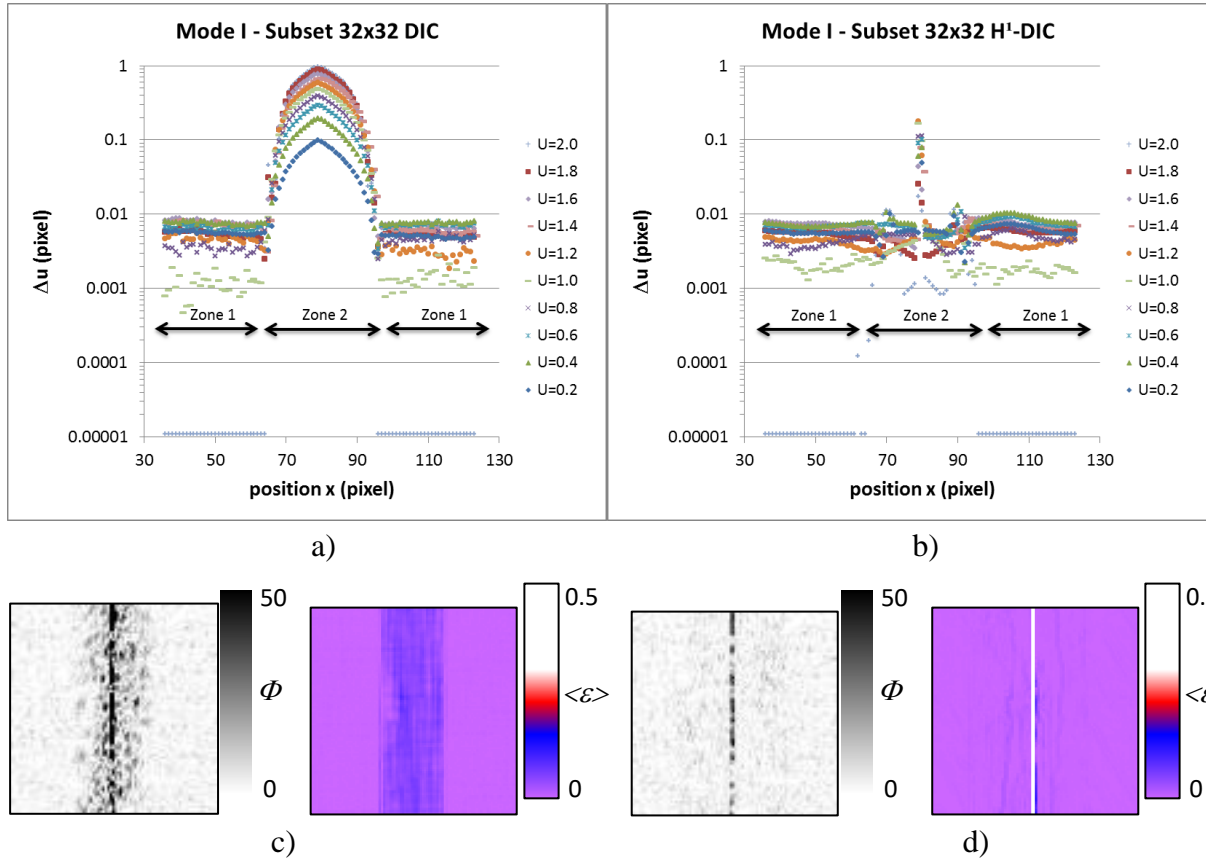 Mode I - Subset 32x32 DIC
1
0.1
0.01
0.001
0.0001
0.00001
Δu (pixel)
30 50 70 90 110 130
position x (pixel)
Zone 1 Zone 2 Zone 1
U=2.0
U=1.8
U=1.6
U=1.4
U=1.2
U=1.0
U=0.8
U=0.6
U=0.4
U=0.2
a)
Mode I - Subset 32x32 H¹-DIC
1
0.1
0.01
0.001
0.0001
0.00001
Δu (pixel)
30 50 70 90 110 130
position x (pixel)
Zone 1 Zone 2 Zone 1
U=2.0
U=1.8
U=1.6
U=1.4
U=1.2
U=1.0
U=0.8
U=0.6
U=0.4
U=0.2
b)
50
Φ
0
0.5
<ε>
0
c)
50
Φ
0
0.
<ε
0
d)